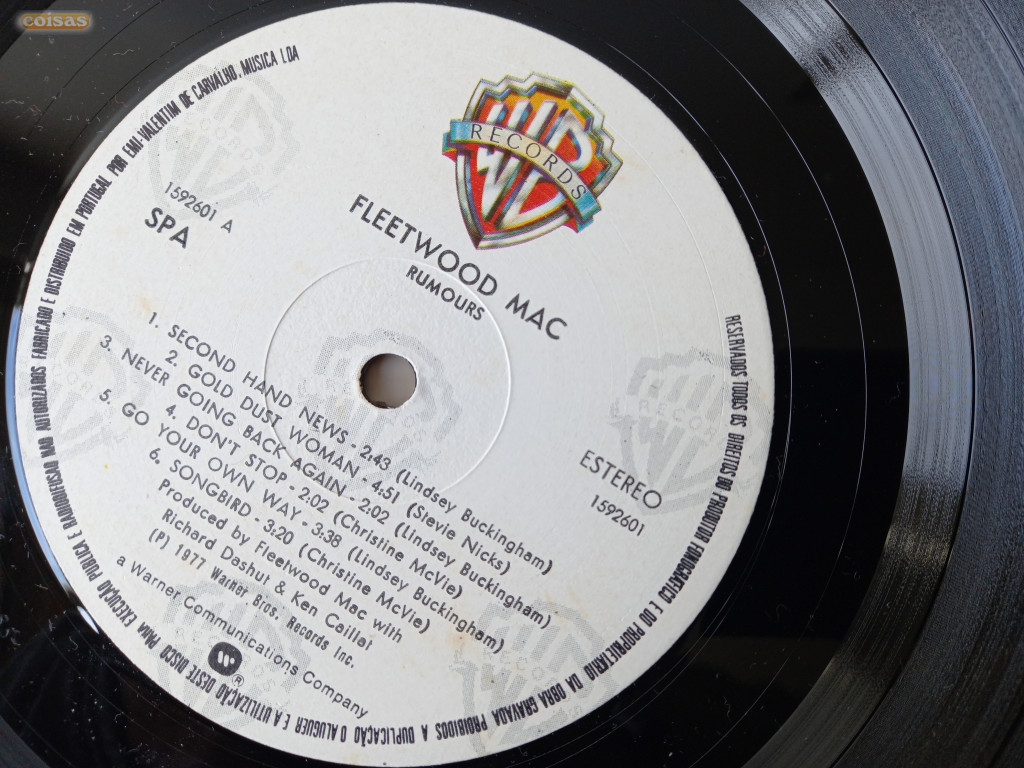 coisas
FABRICADO E DISTRIBUIDO EM PORTUGAL POR EMI-VALENTIM DE CARVALHO, MUSICA LDA
RESERVADOS TODOS OS DIREITOS DO PRODUTOR FONOGRAFICO E DO PROPRIETARIO DA OBRA GRAVADA PROIBIDOS A DUPLICAÇÃO O ALUGUER E A UTILIZAÇÃO DESTE DISCO PARA EXECUÇÃO PUBLICA E RADIODIFUSÃO NÃO AUTORIZADAS
RECORDS
1592601 A
SPA
FLEETWOOD MAC
RUMOURS
ESTEREO
1592601
1. SECOND HAND NEWS - 2:43 (Lindsey Buckingham)
2. GOLD DUST WOMAN - 4:51 (Stevie Nicks)
3. NEVER GOING BACK AGAIN - 2:02 (Lindsey Buckingham)
4. DON'T STOP - 2:02 (Christine McVie)
5. GO YOUR OWN WAY - 3:38 (Lindsey Buckingham)
6. SONGBIRD - 3:20 (Christine McVie)
Produced by Fleetwood Mac with
Richard Dashut & Ken Caillat
(P) 1977 Warner Bros. Records Inc.
a Warner Communications Company